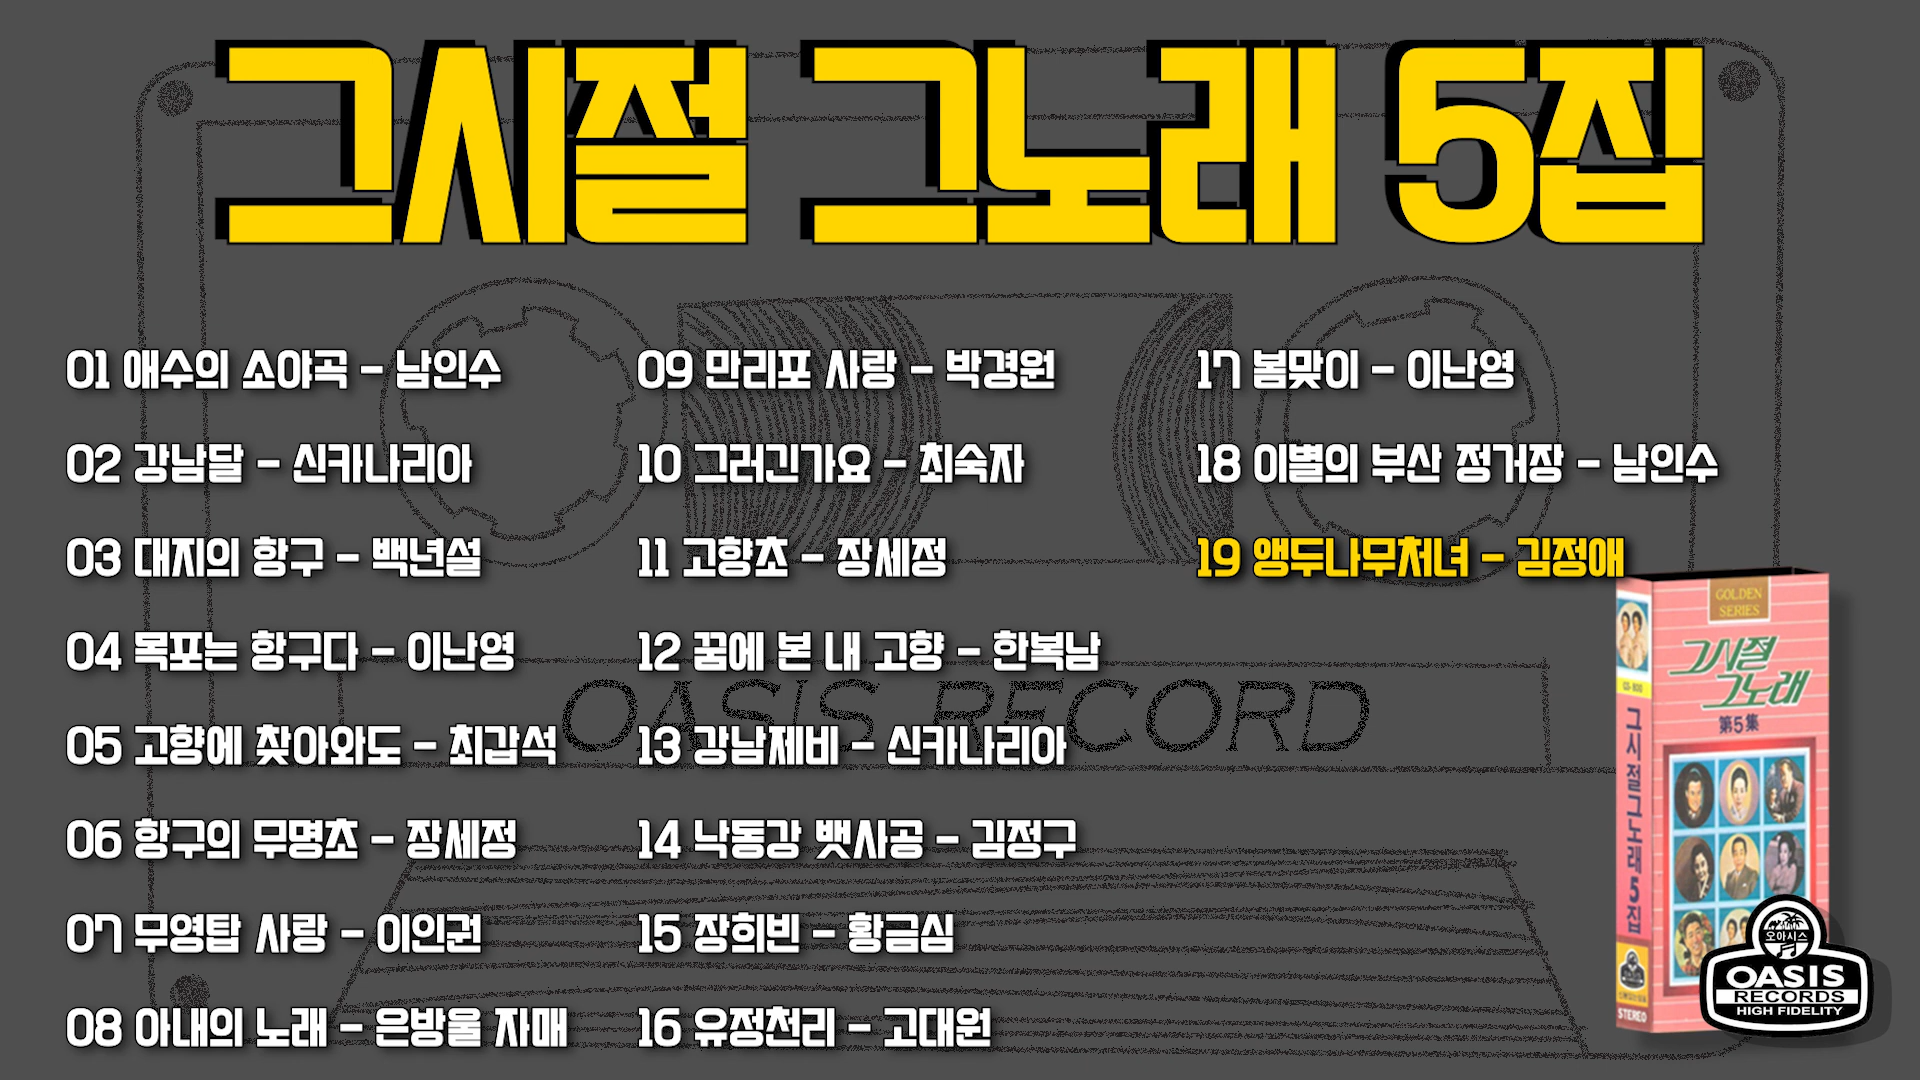 그시절 그노래 5집
01 애수의 소야곡 - 남인수
02 강남달 - 신카나리아
03 대지의 항구 - 백년설
04 목포는 항구다 - 이난영
05 고향에 찾아와도 - 최갑석
06 항구의 무명초 - 장세정
07 무영탑 사랑 - 이인권
08 아내의 노래 - 은방울 자매
09 만리포 사랑 - 박경원
10 그러긴가요 - 최숙자
11 고향초 - 장세정
12 꿈에 본 내 고향 - 한복남
13 강남제비 - 신카나리아
14 낙동강 뱃사공 - 김정구
15 장희빈 - 황금심
16 유정천리 - 고대원
17 봄맞이 - 이난영
18 이별의 부산 정거장 - 남인수
19 앵두나무처녀 - 김정애
OASIS RECORD
GOLDEN
SERIES
그시절
그노래
第5集
그시절그노래5집
STEREO
오아시스
OASIS
RECORDS
HIGH FIDELITY